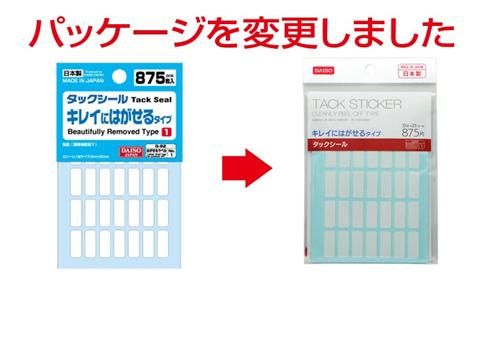 パッケージを変更しました
日本製
MADE IN JAPAN
875
枚入
タックシール Tack Seal
キレイにはがせるタイプ
Beautifully Removed Type 1
DAISO
JAPAN
DAISO
MADE IN JAPAN
日本製
TACK STICKER
CLEANLY PEEL OFF TYPE
875片
キレイにはがせるタイプ
タックシール